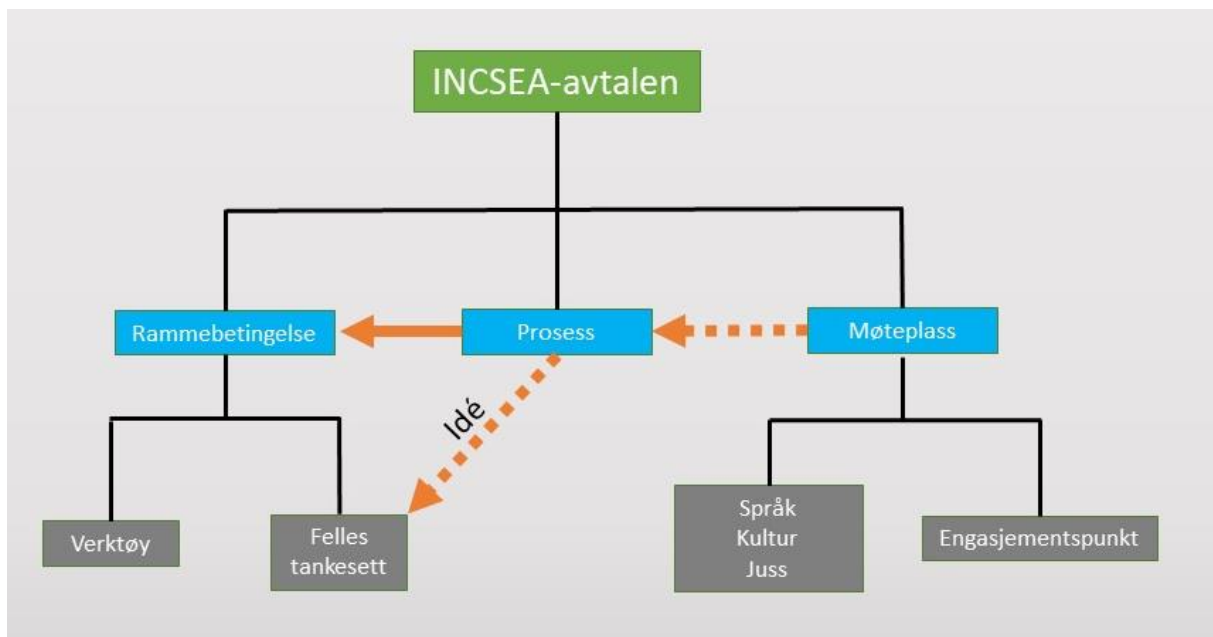 INCSEA-avtalen
Rammebetingelse
Prosess
Møteplass
Idé
Verktøy
Felles
tankesett
Språk
Kultur
Juss
Engasjementspunkt